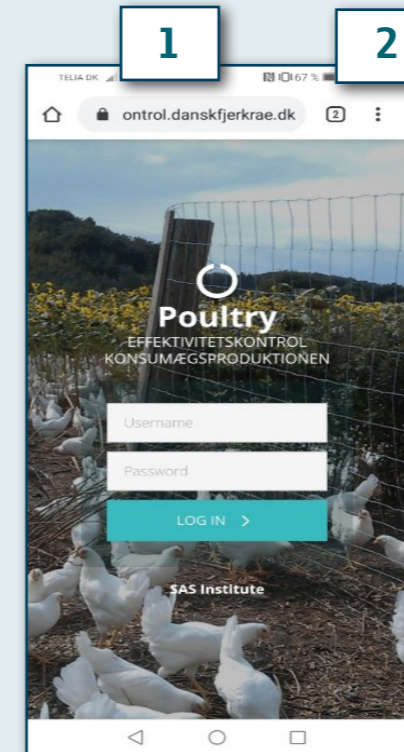 1
2
TELIA DK
67 %
ontrol.danskfjerkrae.dk
2
Poultry
EFFEKTIVITETSKONTROL
KONSUMÆGSPRODUKTIONEN
Username
Password
LOG IN >
SAS Institute